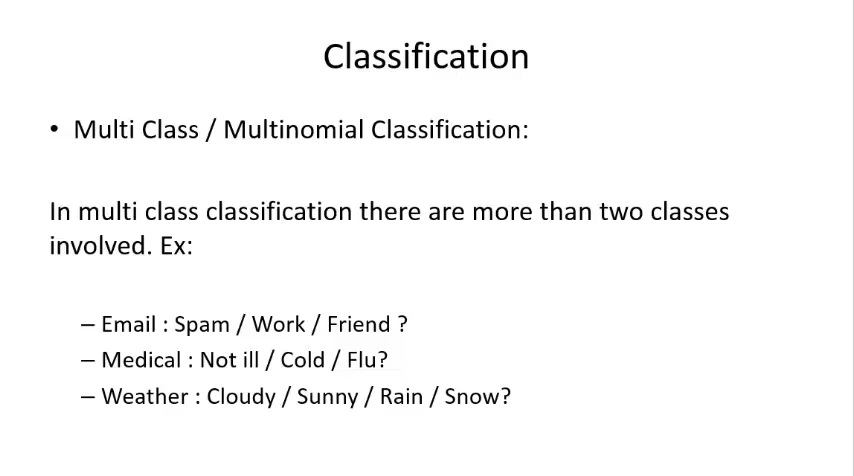 Classification
• Multi Class / Multinomial Classification:
In multi class classification there are more than two classes
involved. Ex:
– Email : Spam / Work / Friend ?
– Medical : Not ill / Cold / Flu?
– Weather : Cloudy / Sunny / Rain / Snow?